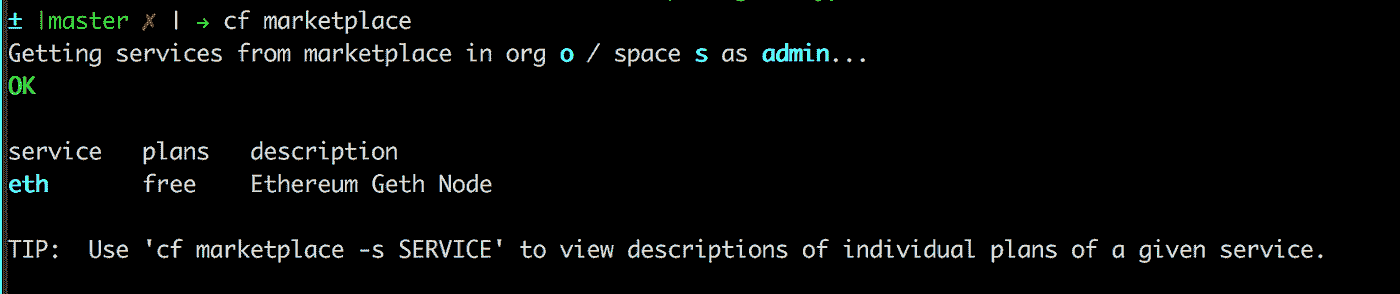 ± |master ✗ | → cf marketplace
Getting services from marketplace in org o / space s as admin...
OK
service plans description
eth free Ethereum Geth Node
TIP: Use 'cf marketplace -s SERVICE' to view descriptions of individual plans of a given service.